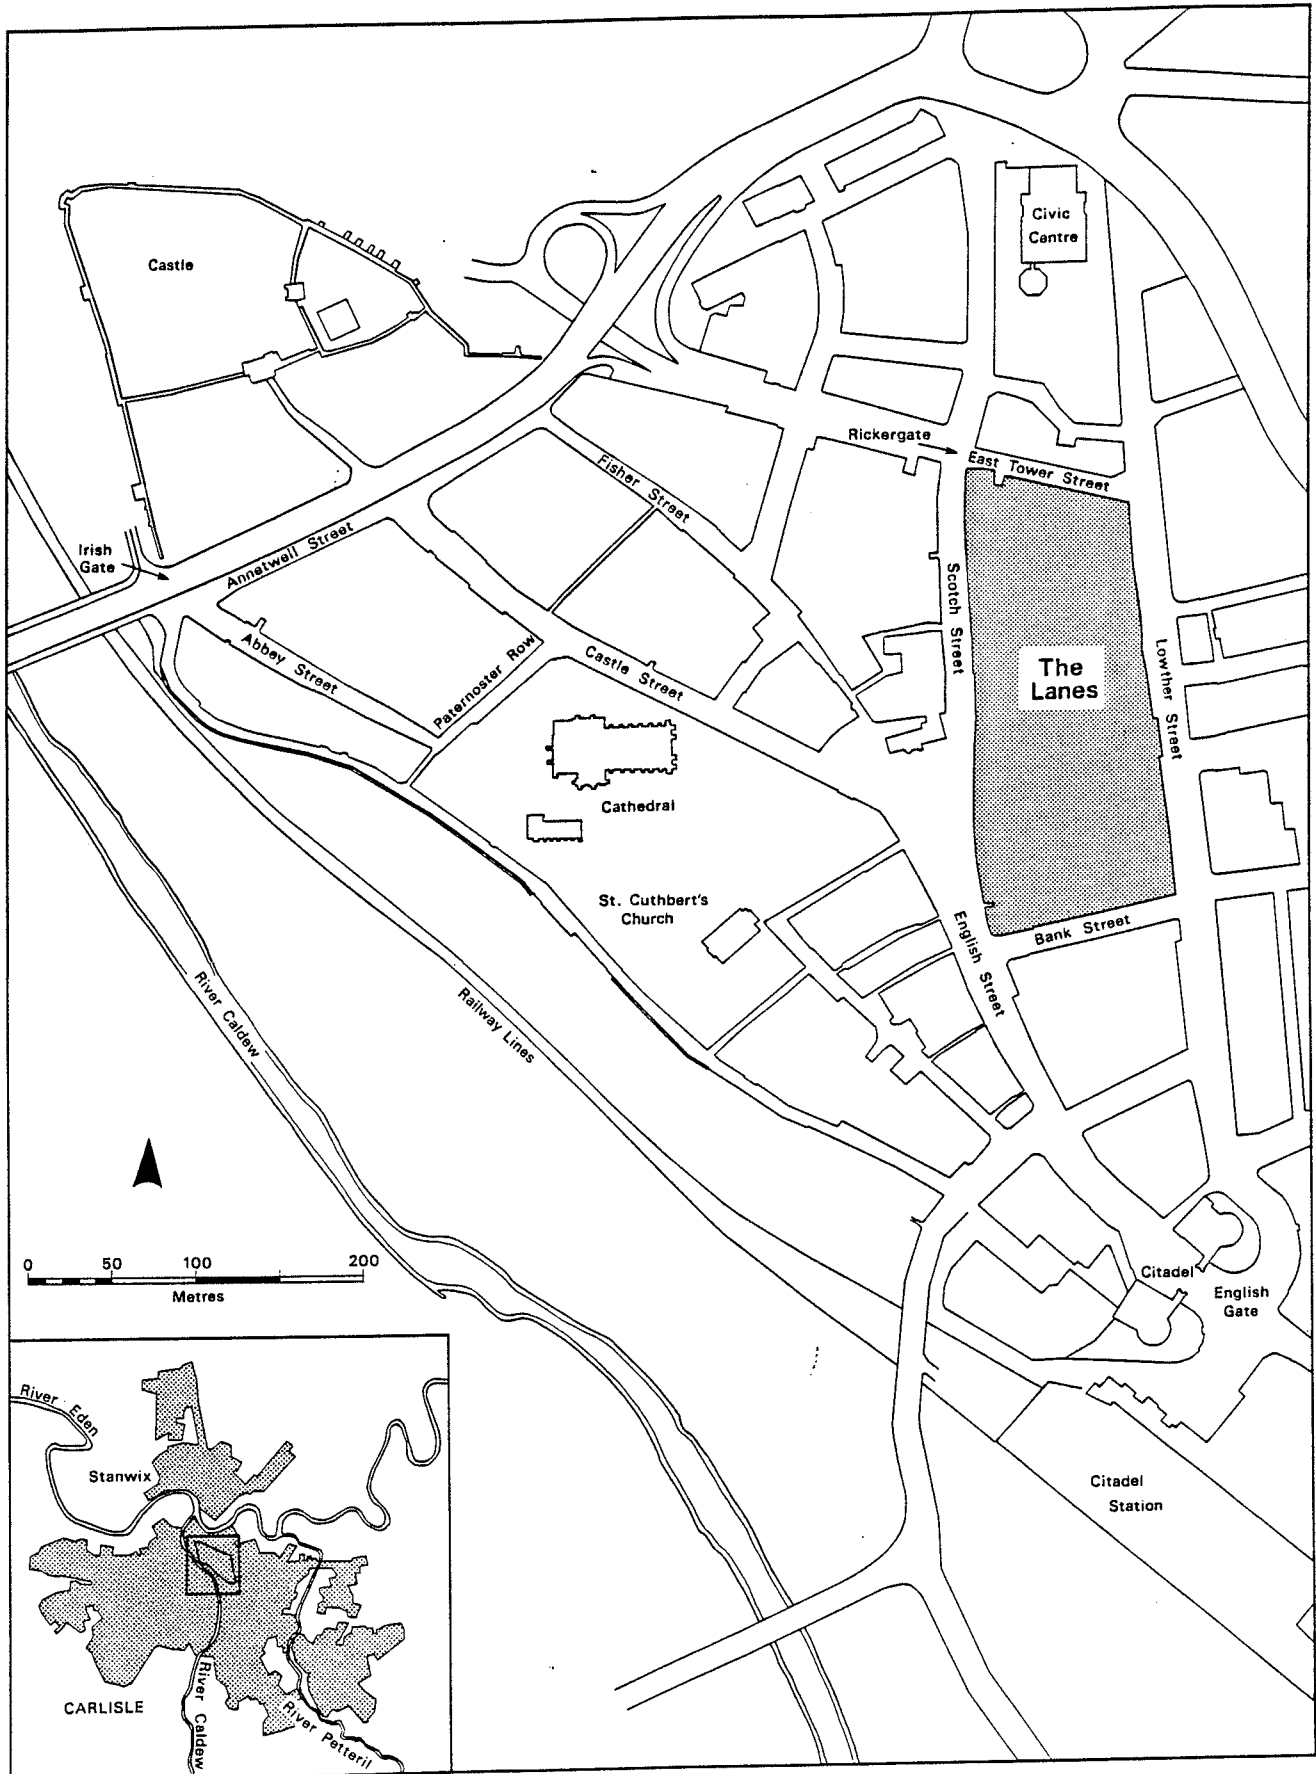 Civic
Centre
Castle
Rickergate
East Tower Street
Fisher Street
Irish
Gate
Annetwell Street
Scotch Street
Abbey Street
Paternoster Row
Castle Street
The
Lanes
Lowther Street
Cathedral
St. Cuthbert's
Church
English Street
Bank Street
River Caldew
Railway Lines
0 50 100 200
Metres
Citadel
English
Gate
Citadel
Station
River Eden
Stanwix
CARLISLE
River Caldew
River Petteril